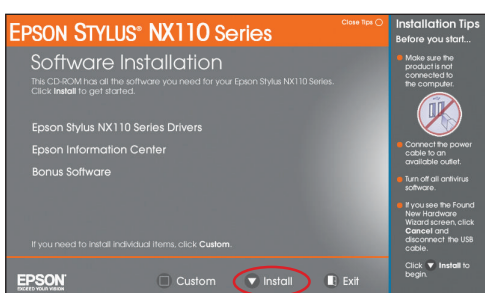 EPSON STYLUS® NX110 Series
Software Installation
This CD-ROM has all the software you need for your Epson Stylus NX110 Series.
Click Install to get started.
Epson Stylus NX110 Series Drivers
Epson Information Center
Bonus Software
If you need to install individual items, click Custom.
EPSON®
EXCEED YOUR VISION
Custom
Install
Exit
Close Tips
Installation Tips
Before you start...
Make sure the
product is not
connected to
the computer.
Connect the power
cable to an
available outlet.
Turn off all antivirus
software.
If you see the Found
New Hardware
Wizard screen, click
Cancel and
disconnect the USB
cable.
Click Install to
begin.